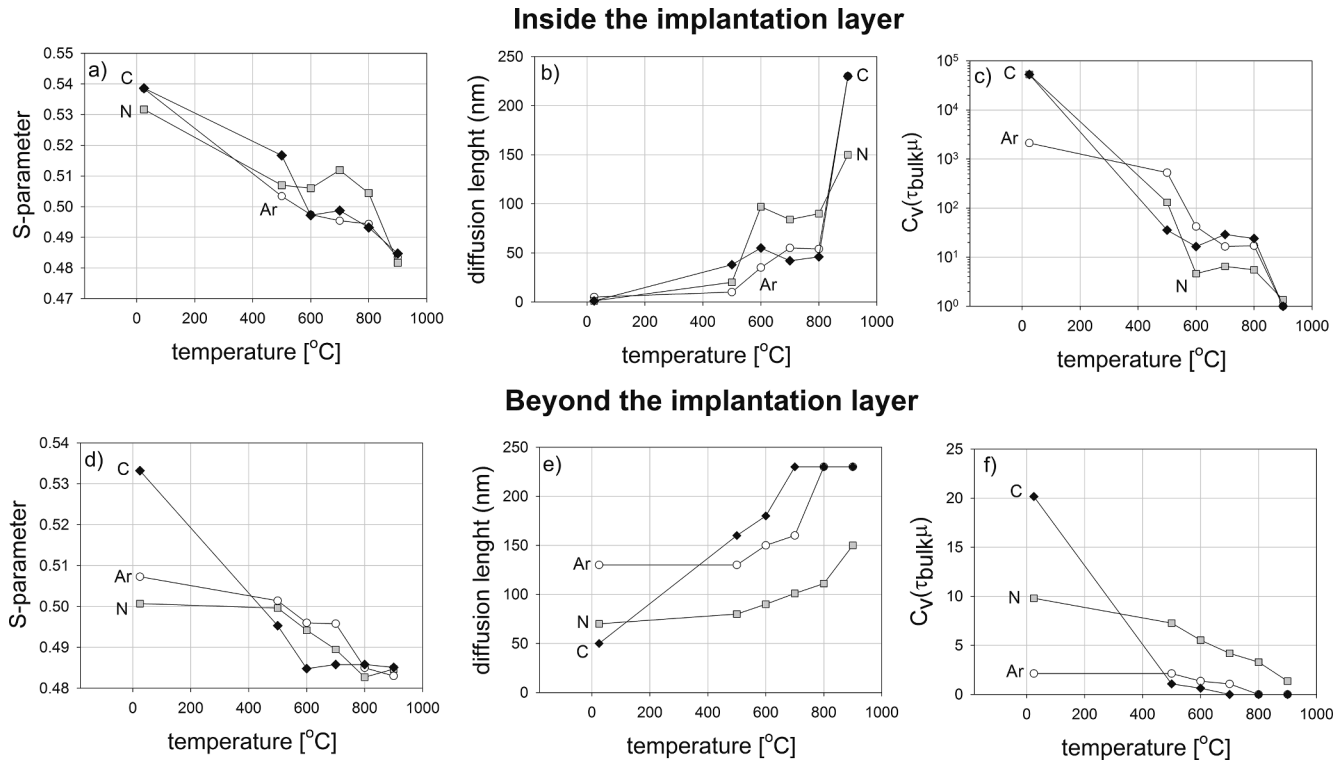 Inside the implantation layer
a)
S-parameter
0.55
0.54
0.53
0.52
0.51
0.50
0.49
0.48
0.47
C
N
Ar
0 200 400 600 800 1000
temperature [°C]
b)
diffusion lenght (nm)
250
200
150
100
50
0
C
N
Ar
0 200 400 600 800 1000
temperature [°C]
c)
Cv(τbulkμ)
10⁵
10⁴
10³
10²
10¹
10⁰
C
Ar
N
0 200 400 600 800 1000
temperature [°C]
Beyond the implantation layer
d)
S-parameter
0.54
0.53
0.52
0.51
0.50
0.49
0.48
C
Ar
N
0 200 400 600 800 1000
temperature [°C]
e)
diffusion lenght (nm)
250
200
150
100
50
0
Ar
N
C
0 200 400 600 800 1000
temperature [°C]
f)
Cv(τbulkμ)
25
20
15
10
5
0
C
N
Ar
0 200 400 600 800 1000
temperature [°C]